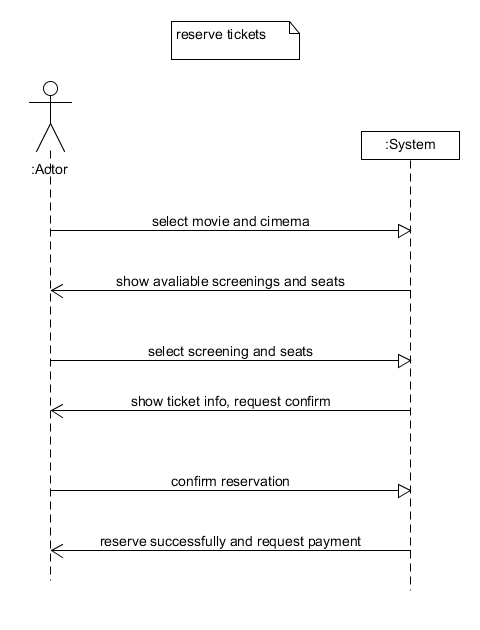 reserve tickets
:Actor
:System
select movie and cimema
show avaliable screenings and seats
select screening and seats
show ticket info, request confirm
confirm reservation
reserve successfully and request payment